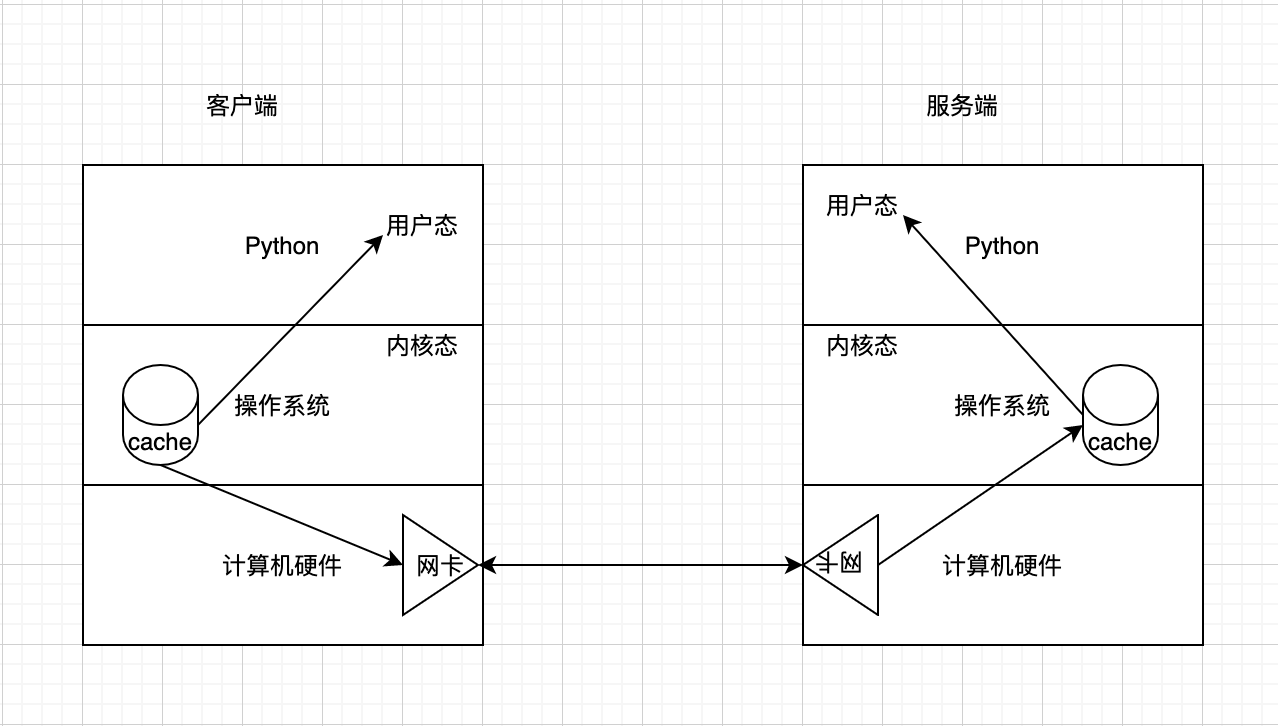 客户端
服务端
用户态
Python
内核态
操作系统
cache
计算机硬件
网卡
用户态
Python
内核态
操作系统
cache
网卡
计算机硬件